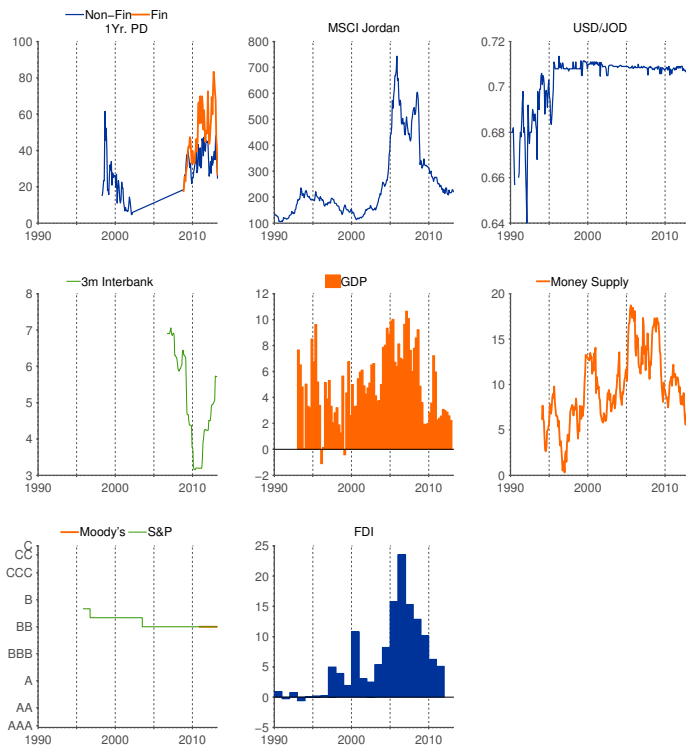 Non−Fin Fin
1Yr. PD
100
80
60
40
20
0
1990 2000 2010
MSCI Jordan
800
700
600
500
400
300
200
100
1990 2000 2010
USD/JOD
0.72
0.7
0.68
0.66
0.64
1990 2000 2010
3m Interbank
8
7
6
5
4
3
1990 2000 2010
GDP
12
10
8
6
4
2
0
−2
1990 2000 2010
Money Supply
20
15
10
5
0
1990 2000 2010
Moody's S&P
C
CC
CCC
B
BB
BBB
A
AA
AAA
1990 2000 2010
FDI
25
20
15
10
5
0
−5
1990 2000 2010